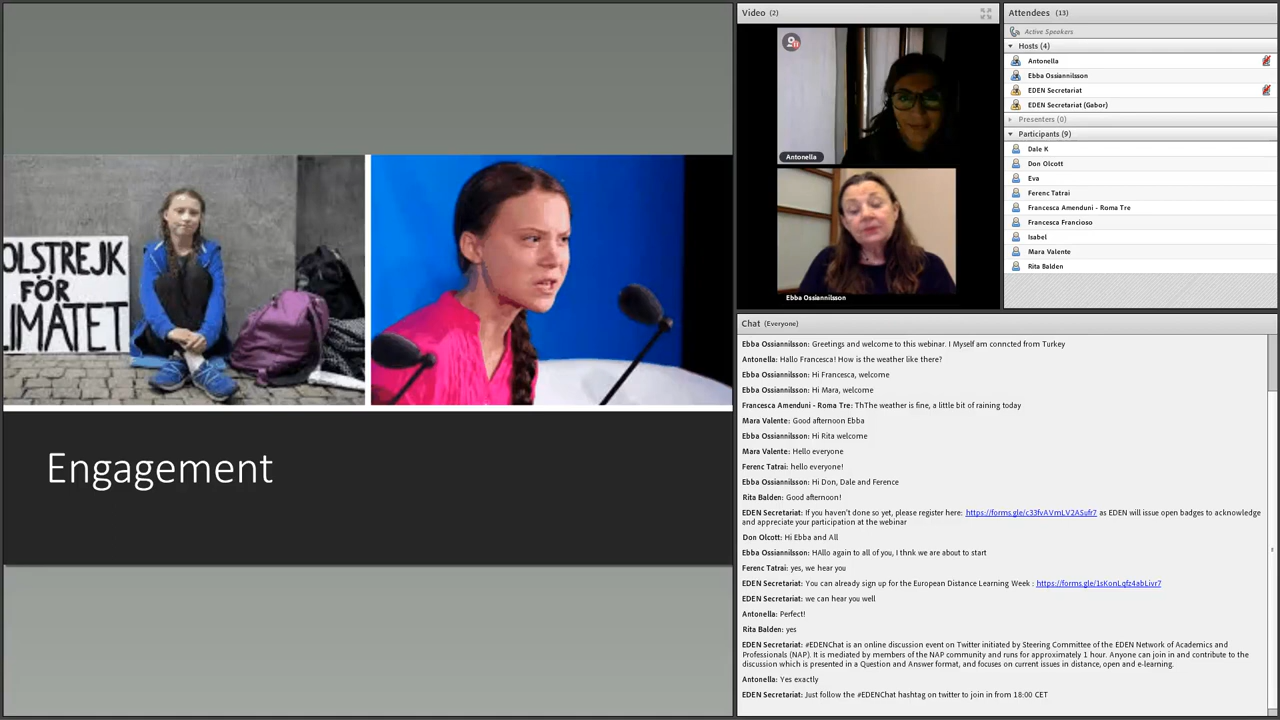 OLSTREJK
FÖR
LIMATET
Engagement
Video (2)
Antonella
Ebba Ossiannilsson
Attendees (13)
Active Speakers
Hosts (4)
Antonella
Ebba Ossiannilsson
EDEN Secretariat
EDEN Secretariat (Gabor)
Presenters (0)
Participants (9)
Dale K
Don Olcott
Eva
Ferenc Tatrai
Francesca Amenduni - Roma Tre
Francesca Francioso
Isabel
Mara Valente
Rita Balden
Chat (Everyone)
Ebba Ossiannilsson: Greetings and welcome to this webinar. I Myself am conncted from Turkey
Antonella: Hallo Francesca! How is the weather like there?
Ebba Ossiannilsson: Hi Francesca, welcome
Ebba Ossiannilsson: Hi Mara, welcome
Francesca Amenduni - Roma Tre: ThThe weather is fine, a little bit of raining today
Mara Valente: Good afternoon Ebba
Ebba Ossiannilsson: Hi Rita welcome
Mara Valente: Hello everyone
Ferenc Tatrai: hello everyone!
Ebba Ossiannilsson: Hi Don, Dale and Ference
Rita Balden: Good afternoon!
EDEN Secretariat: If you haven't done so yet, please register here: https://forms.gle/c33fvAVmLV2ASufr7 as EDEN will issue open badges to acknowledge
and appreciate your participation at the webinar
Don Olcott: Hi Ebba and All
Ebba Ossiannilsson: HAllo again to all of you, I thnk we are about to start
Ferenc Tatrai: yes, we hear you
EDEN Secretariat: You can already sign up for the European Distance Learning Week : https://forms.gle/1sKonLqfz4abLivr7
EDEN Secretariat: we can hear you well
Antonella: Perfect!
Rita Balden: yes
EDEN Secretariat: #EDENChat is an online discussion event on Twitter initiated by Steering Committee of the EDEN Network of Academics and
Professionals (NAP). It is mediated by members of the NAP community and runs for approximately 1 hour. Anyone can join in and contribute to the
discussion which is presented in a Question and Answer format, and focuses on current issues in distance, open and e-learning.
Antonella: Yes exactly
EDEN Secretariat: Just follow the #EDENChat hashtag on twitter to join in from 18:00 CET